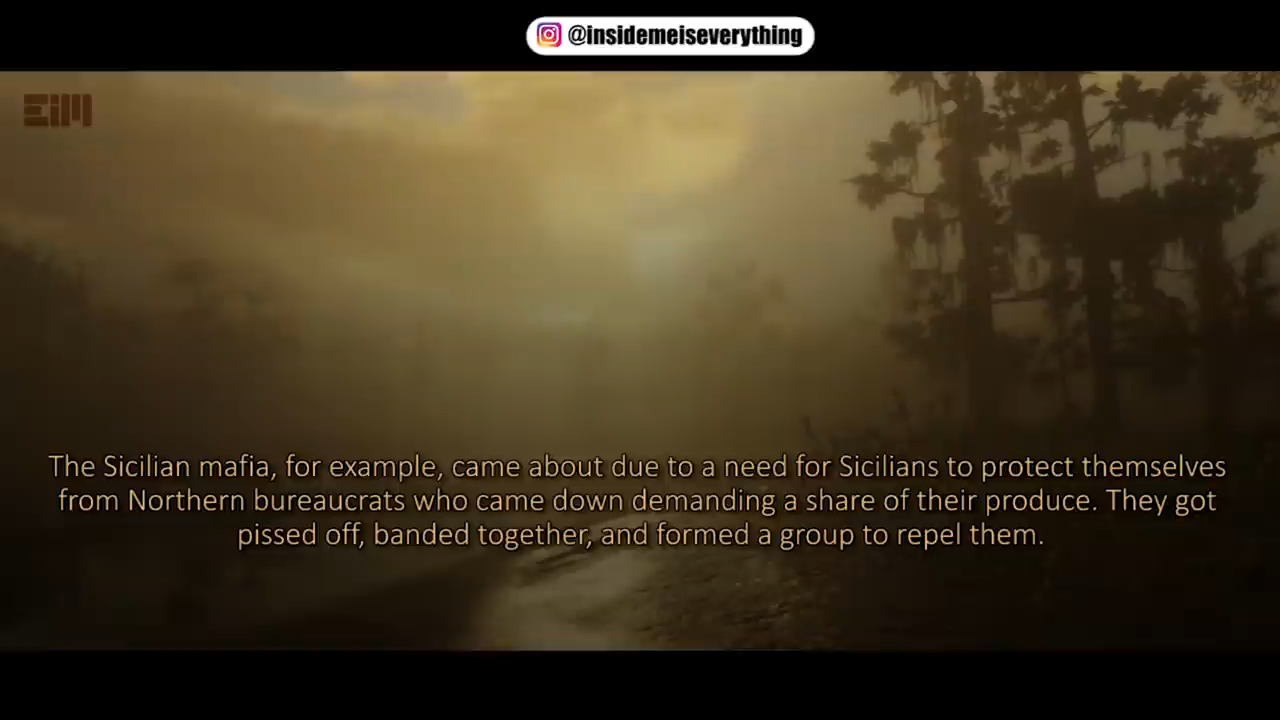 @insidemeiseverything
EiM
The Sicilian mafia, for example, came about due to a need for Sicilians to protect themselves
from Northern bureaucrats who came down demanding a share of their produce. They got
pissed off, banded together, and formed a group to repel them.